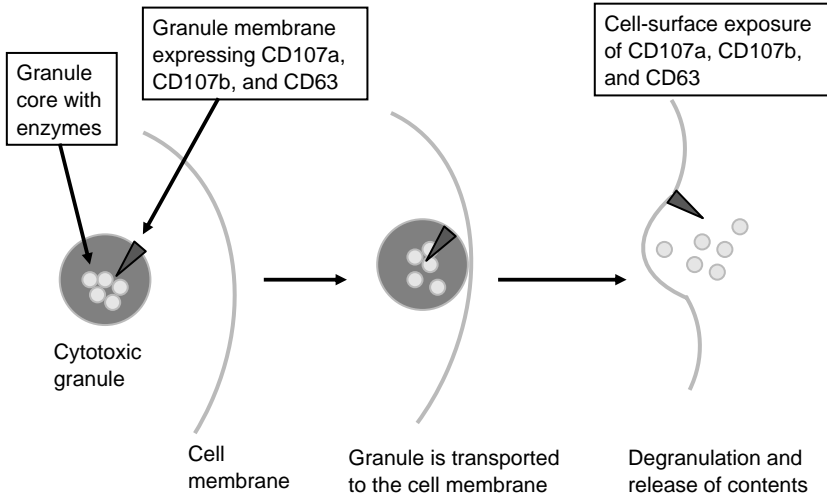 Granule
core with
enzymes
Granule membrane
expressing CD107a,
CD107b, and CD63
Cell-surface exposure
of CD107a, CD107b,
and CD63
Cytotoxic
granule
Cell
membrane
Granule is transported
to the cell membrane
Degranulation and
release of contents